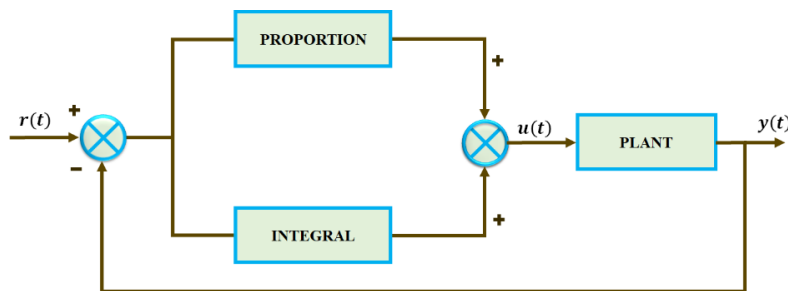 PROPORTION
+
r(t)
+
u(t)
y(t)
PLANT
−
+
INTEGRAL